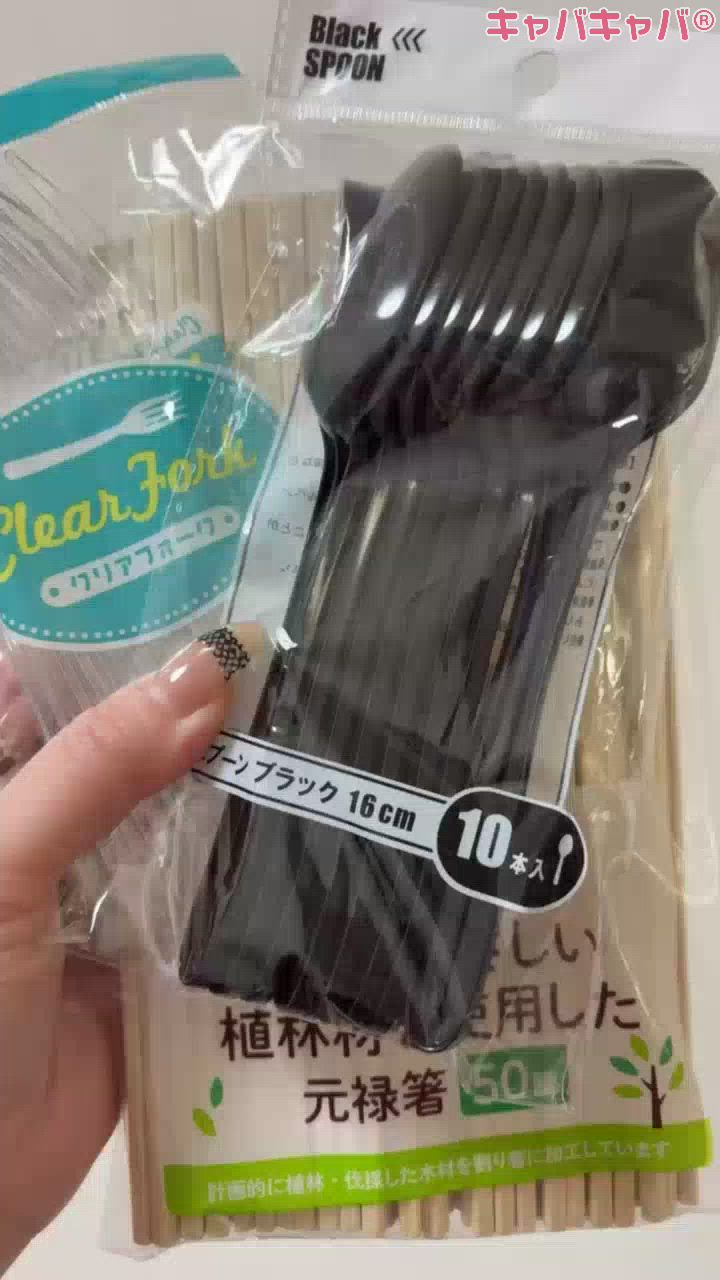 キャバキャバ®
Black
SPOON
Clear Fork
クリアフォーク
プーン ブラック 16cm
10本入
しい
植林材 使用した
元禄箸 50
計画的に植林・伐採した木材を割り箸に加工しています